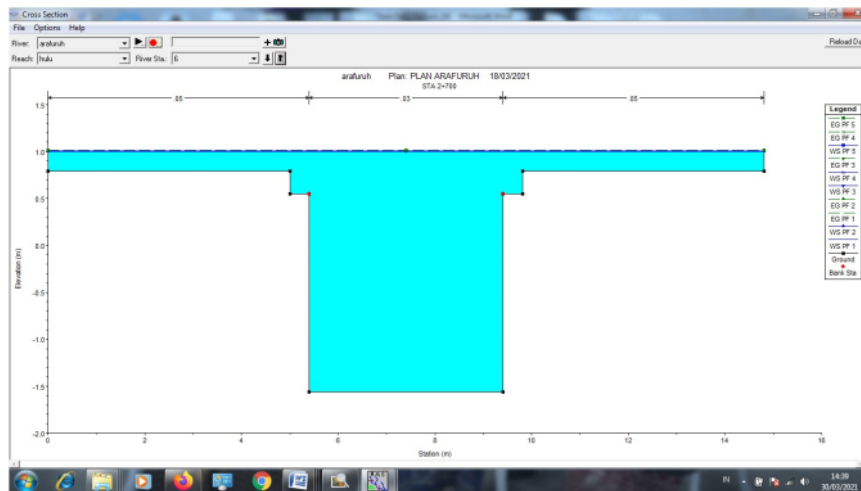 Cross Section
File Options Help
River: arafuruh
Reach: hulu River Sta.: 6
Reload Da
arafuruh Plan: PLAN ARAFURUH 18/03/2021
STA 2+700
.05 .03 .05
Legend
EG PF 5
EG PF 4
WS PF 5
EG PF 3
WS PF 4
WS PF 3
EG PF 2
EG PF 1
WS PF 2
WS PF 1
Ground
Bank Sta
Elevation (m)
1.5
1.0
0.5
0.0
-0.5
-1.0
-1.5
-2.0
0 2 4 6 8 10 12 14 16
Station (m)
IN
14:39
30/03/2021